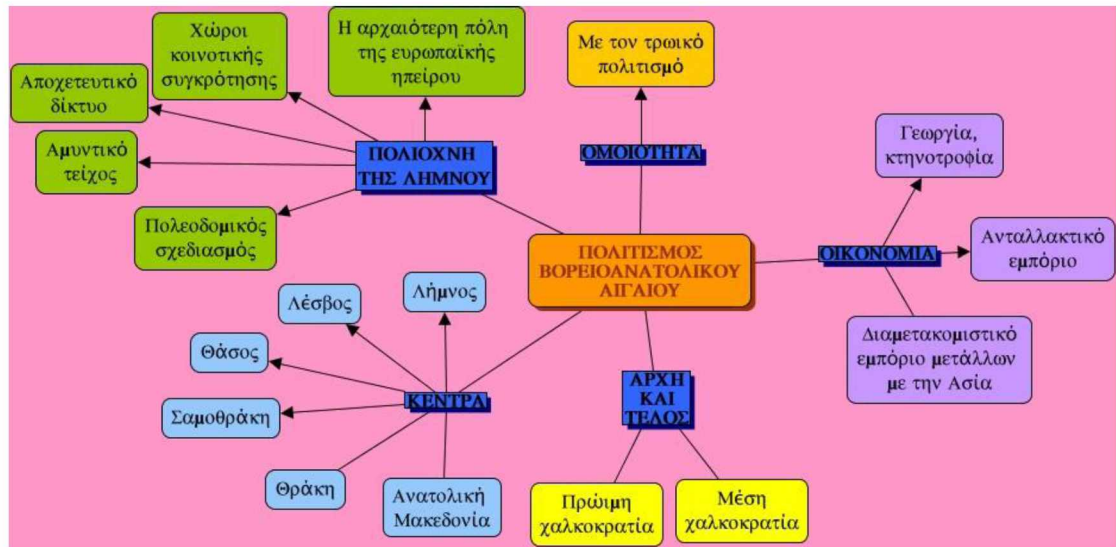 Χώροι
κοινοτικής
συγκρότησης
Η αρχαιότερη πόλη
της ευρωπαϊκής
ηπείρου
Με τον τρωικό
πολιτισμό
Αποχετευτικό
δίκτυο
Αμυντικό
τείχος
Πολεοδομικός
σχεδιασμός
ΠΟΛΙΟΧΝΗ
ΤΗΣ ΛΗΜΝΟΥ
ΟΜΟΙΟΤΗΤΑ
Γεωργία,
κτηνοτροφία
Ανταλλακτικό
εμπόριο
ΟΙΚΟΝΟΜΙΑ
Διαμετακομιστικό
εμπόριο μετάλλων
με την Ασία
ΠΟΛΙΤΙΣΜΟΣ
ΒΟΡΕΙΟΑΝΑΤΟΛΙΚΟΥ
ΑΙΓΑΙΟΥ
Λήμνος
Λέσβος
Θάσος
Σαμοθράκη
Θράκη
Ανατολική
Μακεδονία
ΚΕΝΤΡΑ
ΑΡΧΗ
ΚΑΙ
ΤΕΛΟΣ
Πρώιμη
χαλκοκρατία
Μέση
χαλκοκρατία